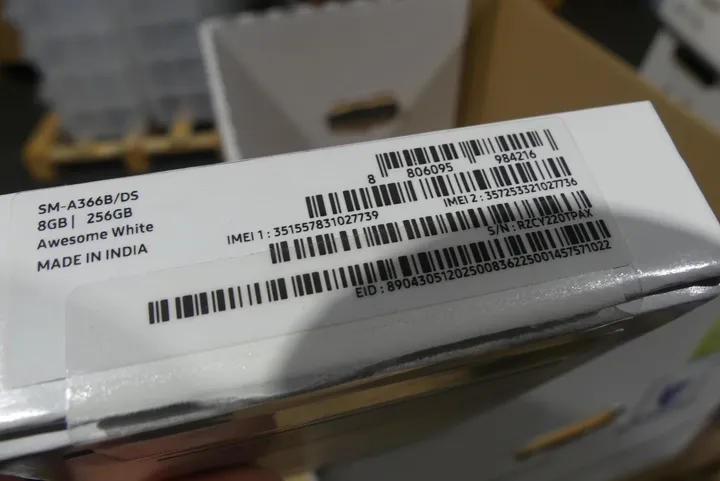 SM-A366B/DS
8GB | 256GB
Awesome White
MADE IN INDIA
8 806095 984216
IMEI 1 : 351557831027739
IMEI 2 : 357253321027736
S/N : RZCY220TPAX
EID : 89043051202500836225001457571022